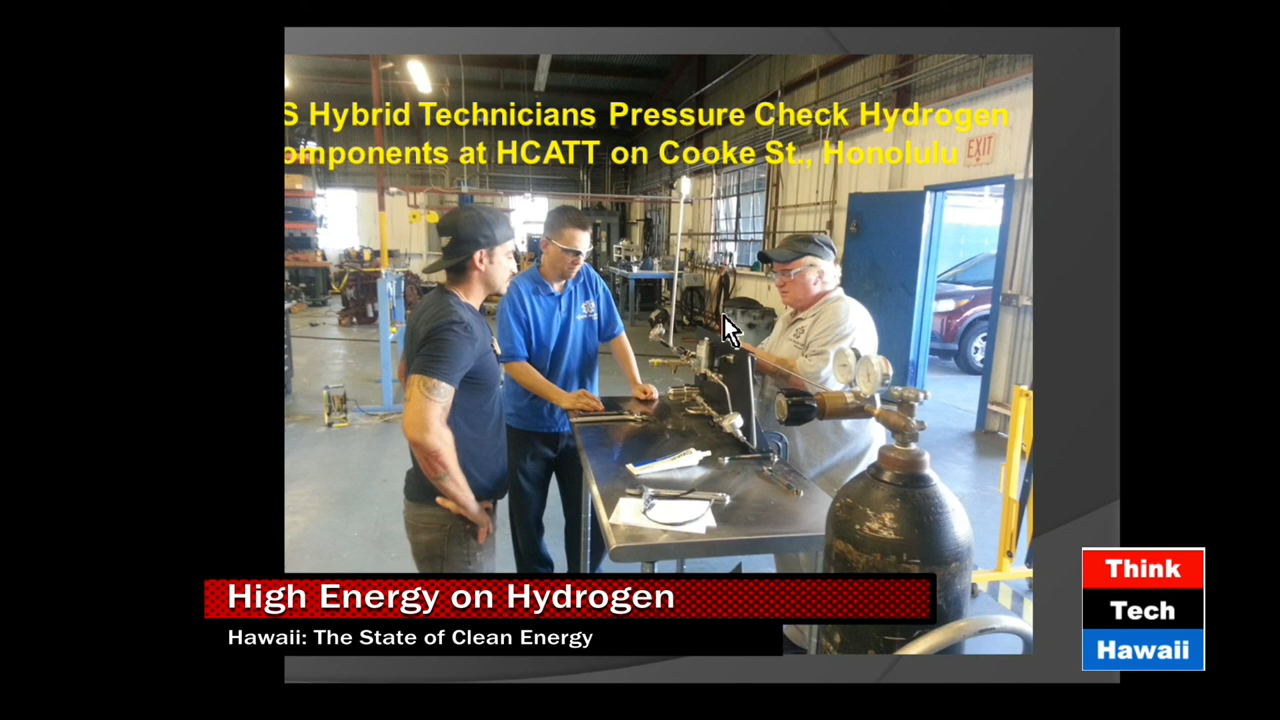 S Hybrid Technicians Pressure Check Hydrogen
omponents at HCATT on Cooke St., Honolulu
EXIT
High Energy on Hydrogen
Hawaii: The State of Clean Energy
Think
Tech
Hawaii